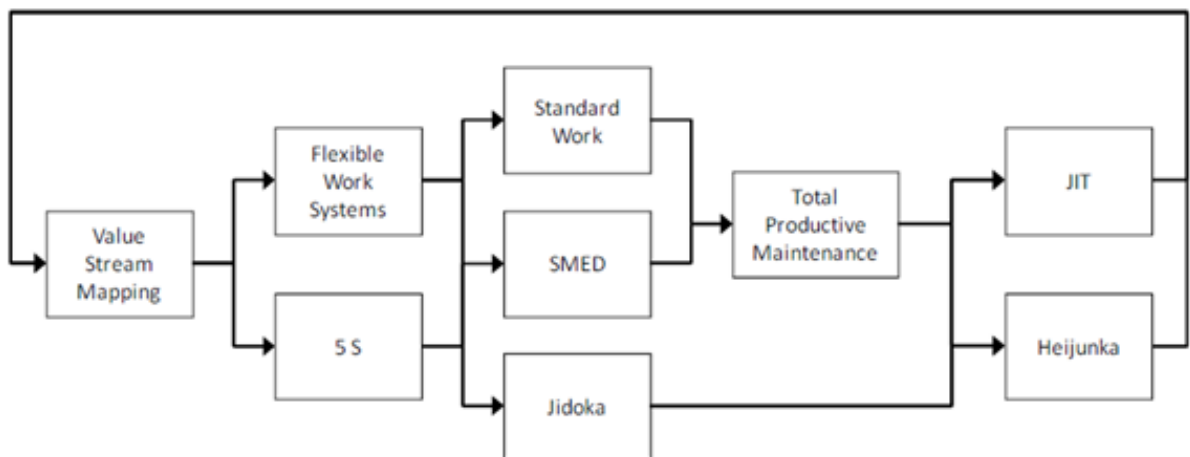 Value
Stream
Mapping
Flexible
Work
Systems
5 S
Standard
Work
SMED
Jidoka
Total
Productive
Maintenance
JIT
Heijunka